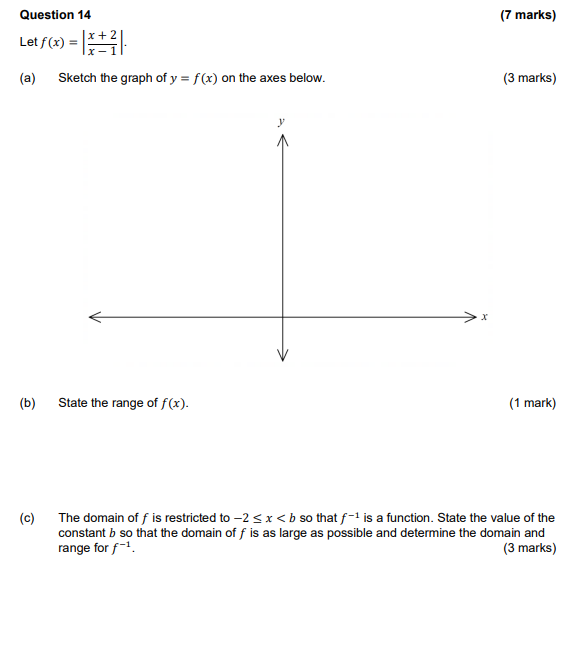 Question 14 (7 marks)
Let f(x) = |x + 2 / x − 1|.
(a) Sketch the graph of y = f(x) on the axes below. (3 marks)
y
x
(b) State the range of f(x). (1 mark)
(c) The domain of f is restricted to −2 ≤ x < b so that f⁻¹ is a function. State the value of the
constant b so that the domain of f is as large as possible and determine the domain and
range for f⁻¹. (3 marks)